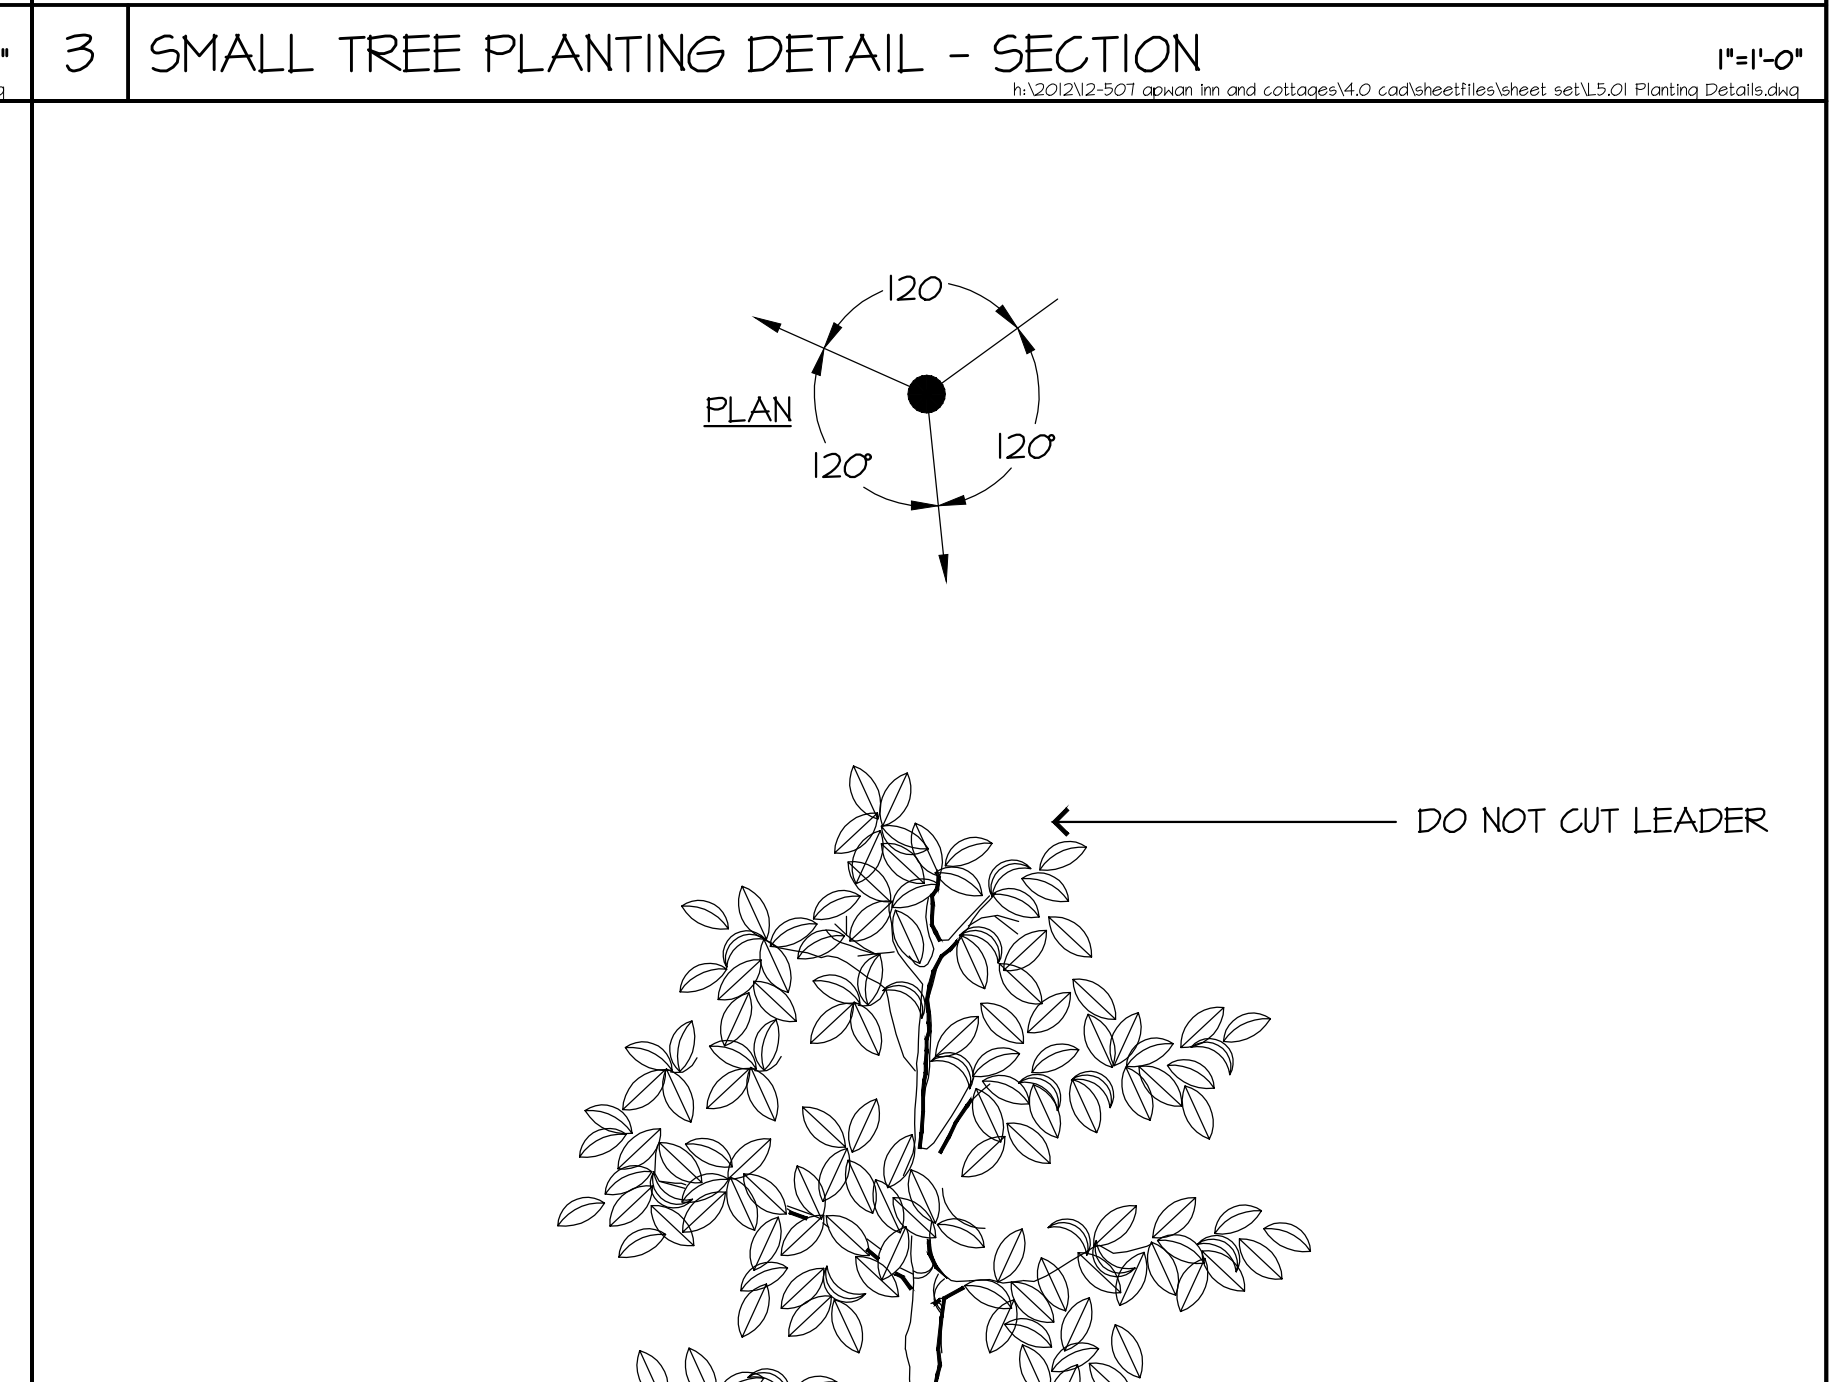 3 SMALL TREE PLANTING DETAIL - SECTION 1"=1'-0"
h:\2012\12-507 apwan inn and cottages\4.0 cad\sheetfiles\sheet set\L5.01 Planting Details.dwg
120
PLAN
120°
120°
DO NOT CUT LEADER